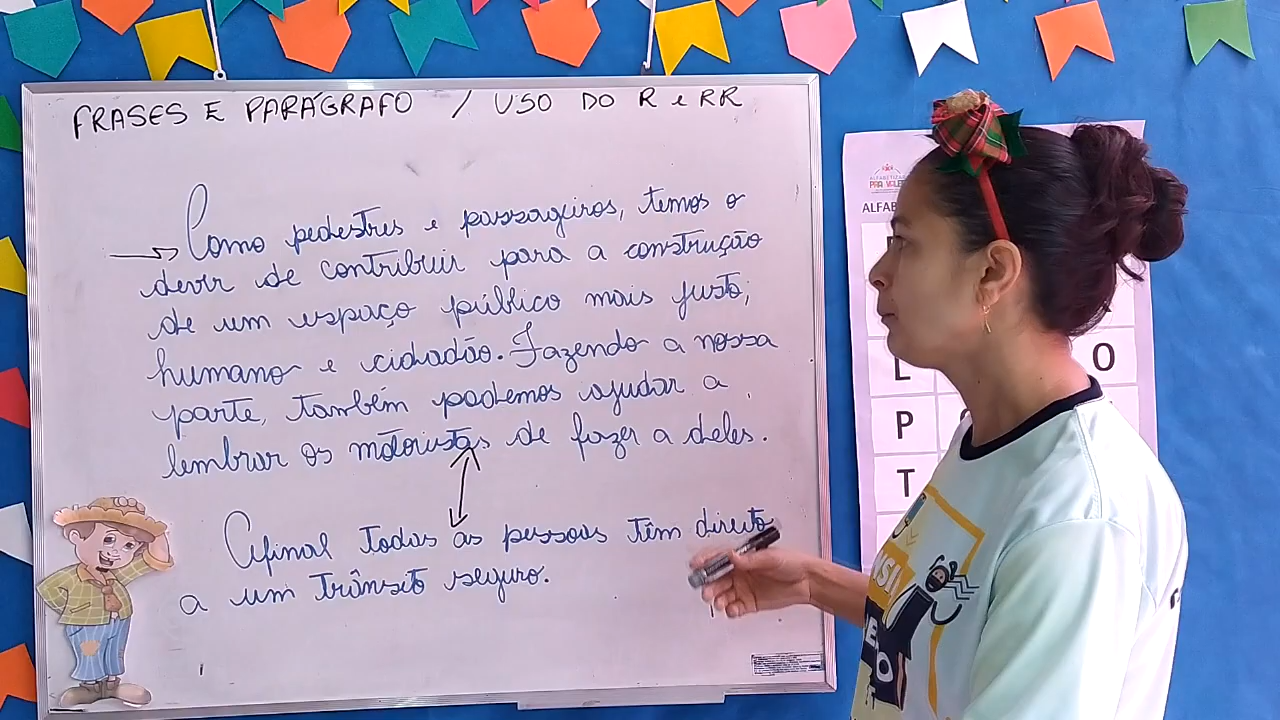 FRASES E PARÁGRAFO / USO DO R e RR
Como pedestres e passageiros, temos o
dever de contribuir para a construção
de um espaço público mais justo,
humano e cidadão. Fazendo a nossa
parte, também podemos ajudar a
lembrar os motoristas de fazer a deles.
Afinal todas as pessoas têm direito
a um trânsito seguro.
L O
P
T